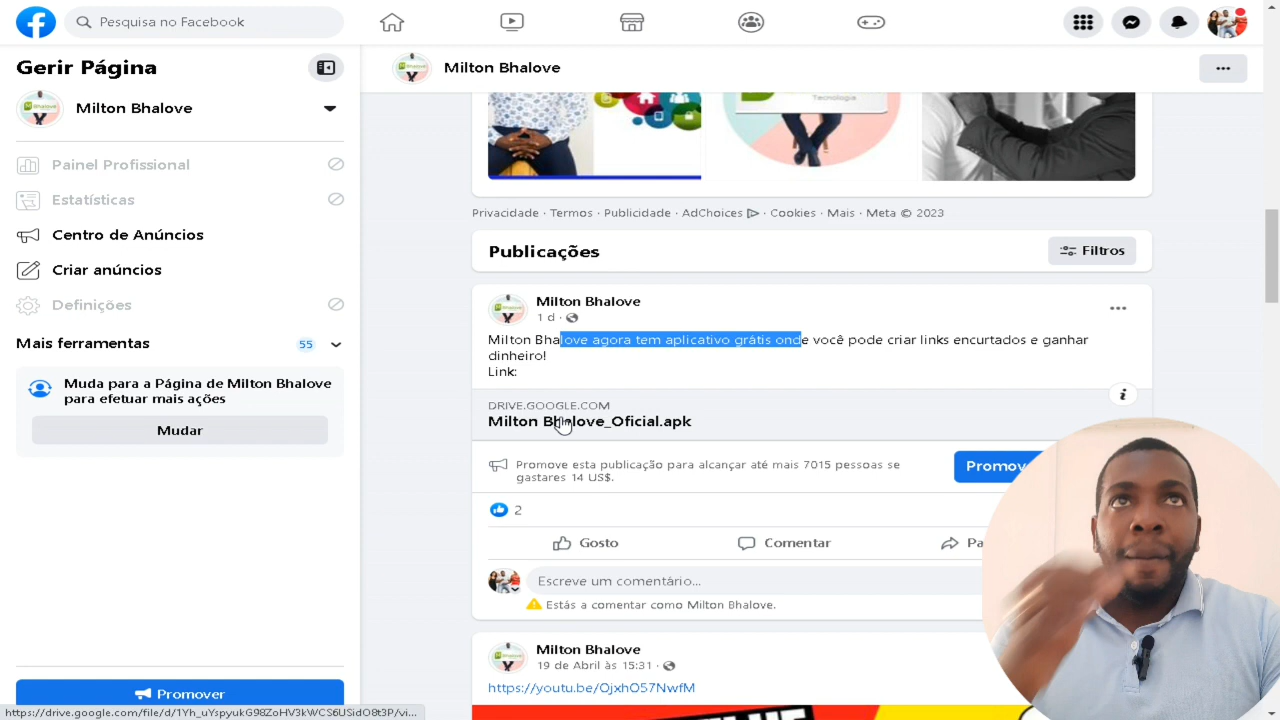 Pesquisa no Facebook
Gerir Página
Milton Bhalove
Painel Profissional
Estatísticas
Centro de Anúncios
Criar anúncios
Definições
Mais ferramentas 55
Muda para a Página de Milton Bhalove
para efetuar mais ações
Mudar
Promover
https://drive.google.com/file/d/1Yh_uYspyukG98ZoHV3kWCS6USidO8t3P/vi...
Milton Bhalove
Tecnologia
Privacidade · Termos · Publicidade · AdChoices · Cookies · Mais · Meta © 2023
Publicações
Filtros
Milton Bhalove
1 d ·
Milton Bhalove agora tem aplicativo grátis onde você pode criar links encurtados e ganhar
dinheiro!
Link:
DRIVE.GOOGLE.COM
Milton Bhalove_Oficial.apk
Promove esta publicação para alcançar até mais 7015 pessoas se
gastares 14 US$.
Promov
2
Gosto
Comentar
Pa
Escreve um comentário...
Estás a comentar como Milton Bhalove.
Milton Bhalove
19 de Abril às 15:31 ·
https://youtu.be/OjxhO57NwfM